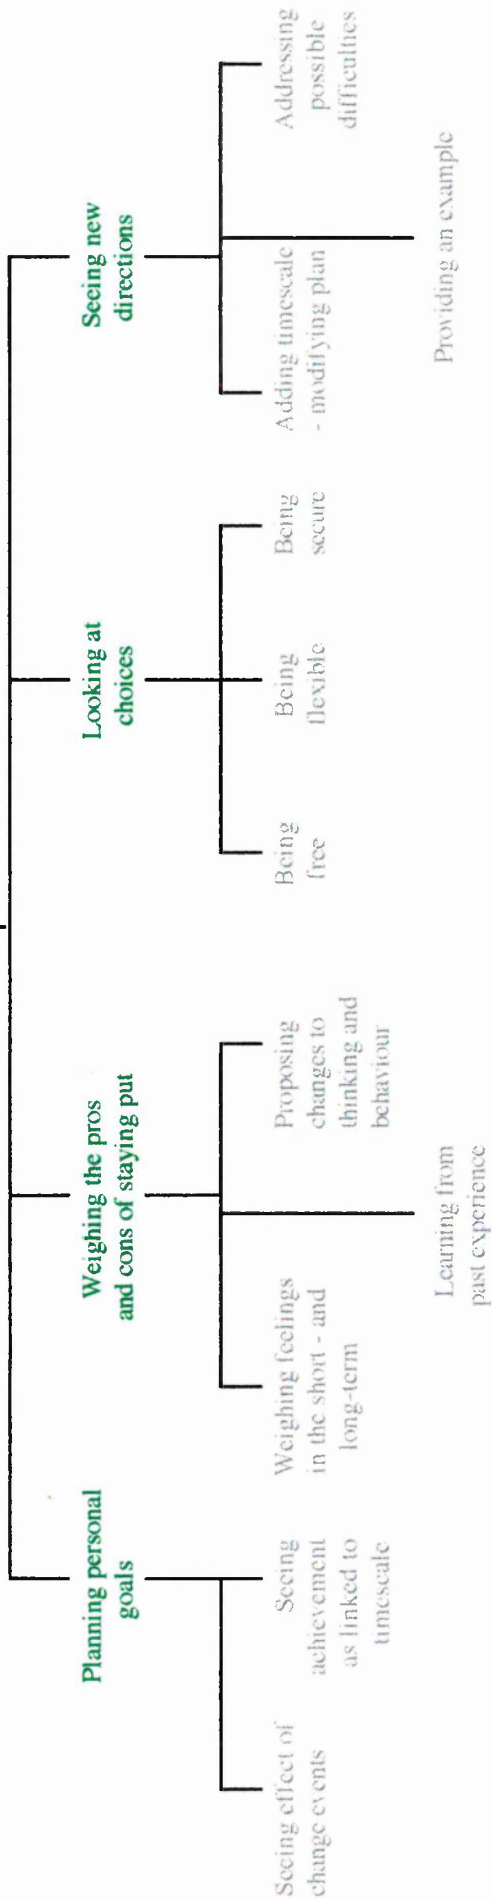 Planning personal
goals
Seeing effect of
change events
Seeing
achievement
as linked to
timescale
Weighing the pros
and cons of staying put
Weighing feelings
in the short - and
long-term
Learning from
past experience
Proposing
changes to
thinking and
behaviour
Looking at
choices
Being
free
Being
flexible
Being
secure
Seeing new
directions
Adding timescale
- modifying plan
Providing an example
Addressing
possible
difficulties